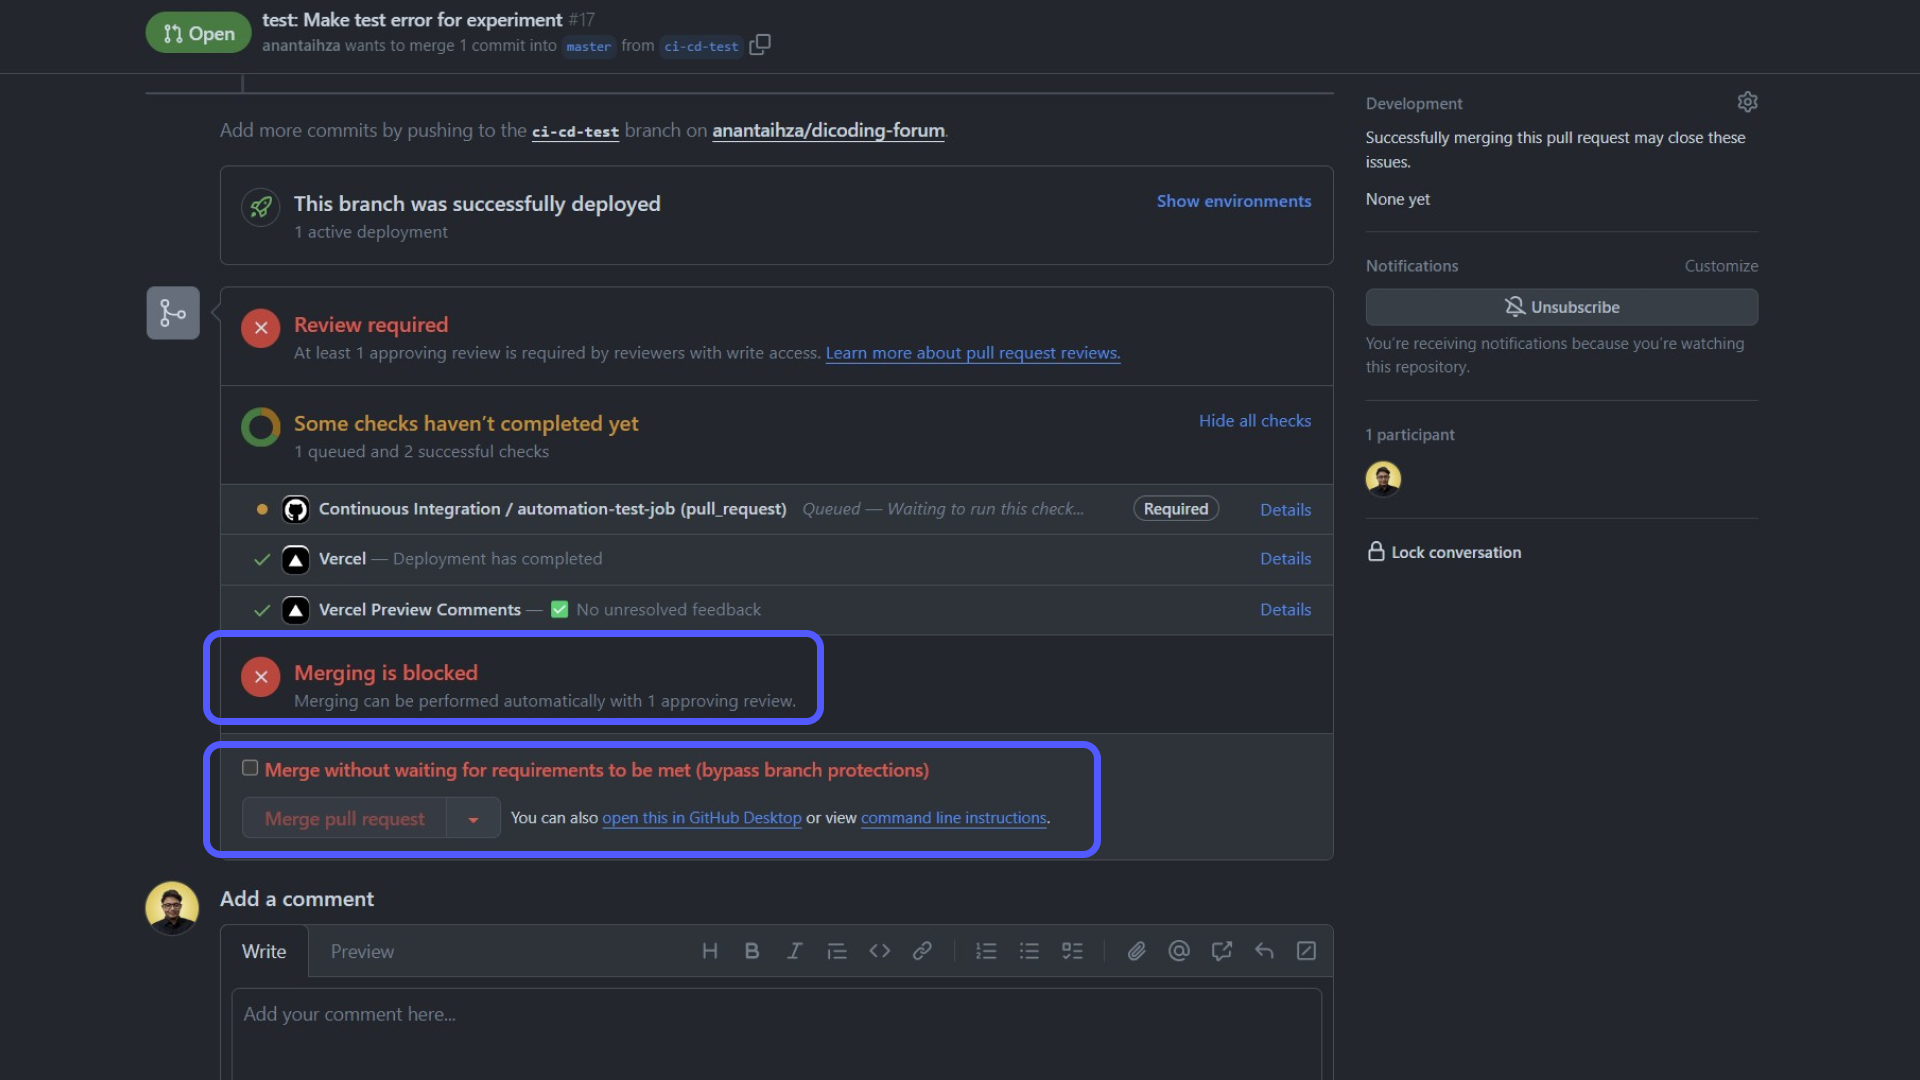 Open
test: Make test error for experiment #17
anantaihza wants to merge 1 commit into master from ci-cd-test
Add more commits by pushing to the ci-cd-test branch on anantaihza/dicoding-forum.
This branch was successfully deployed
1 active deployment
Show environments
Review required
At least 1 approving review is required by reviewers with write access. Learn more about pull request reviews.
Some checks haven't completed yet
1 queued and 2 successful checks
Hide all checks
Continuous Integration / automation-test-job (pull_request) Queued — Waiting to run this check... Required Details
Vercel — Deployment has completed Details
Vercel Preview Comments — ✅ No unresolved feedback Details
Merging is blocked
Merging can be performed automatically with 1 approving review.
Merge without waiting for requirements to be met (bypass branch protections)
Merge pull request
You can also open this in GitHub Desktop or view command line instructions.
Add a comment
Write Preview
Add your comment here...
Development
Successfully merging this pull request may close these
issues.
None yet
Notifications Customize
Unsubscribe
You're receiving notifications because you're watching
this repository.
1 participant
Lock conversation